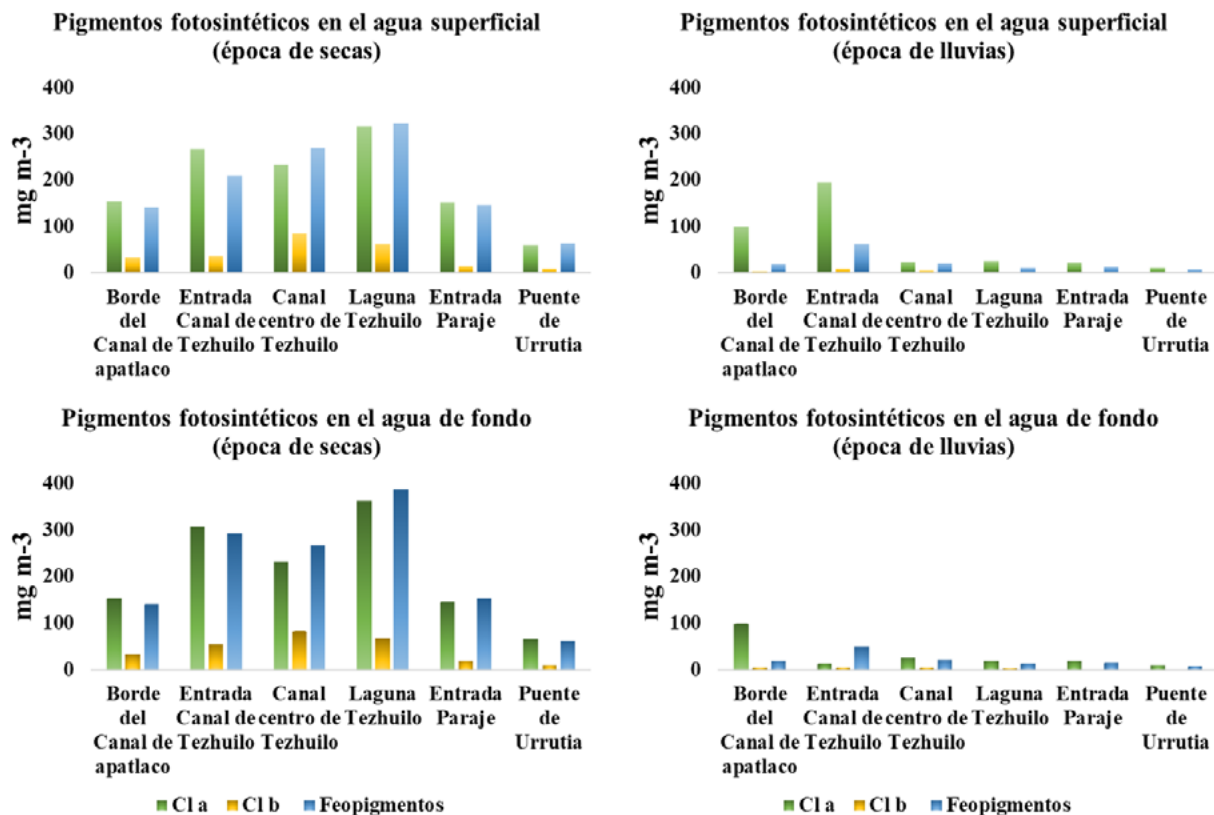 Pigmentos fotosintéticos en el agua superficial
(época de secas)
400
300
200
100
0
mg m-3
Borde del Canal de apatlaco
Entrada Canal de Tezhuilo
Canal centro de Tezhuilo
Laguna Tezhuilo
Entrada Paraje
Puente de Urrutia
Pigmentos fotosintéticos en el agua superficial
(época de lluvias)
400
300
200
100
0
mg m-3
Borde del Canal de apatlaco
Entrada Canal de Tezhuilo
Canal centro de Tezhuilo
Laguna Tezhuilo
Entrada Paraje
Puente de Urrutia
Pigmentos fotosintéticos en el agua de fondo
(época de secas)
400
300
200
100
0
mg m-3
Borde del Canal de apatlaco
Entrada Canal de Tezhuilo
Canal centro de Tezhuilo
Laguna Tezhuilo
Entrada Paraje
Puente de Urrutia
Cl a Cl b Feopigmentos
Pigmentos fotosintéticos en el agua de fondo
(época de lluvias)
400
300
200
100
0
mg m-3
Borde del Canal de apatlaco
Entrada Canal de Tezhuilo
Canal centro de Tezhuilo
Laguna Tezhuilo
Entrada Paraje
Puente de Urrutia
Cl a Cl b Feopigmentos